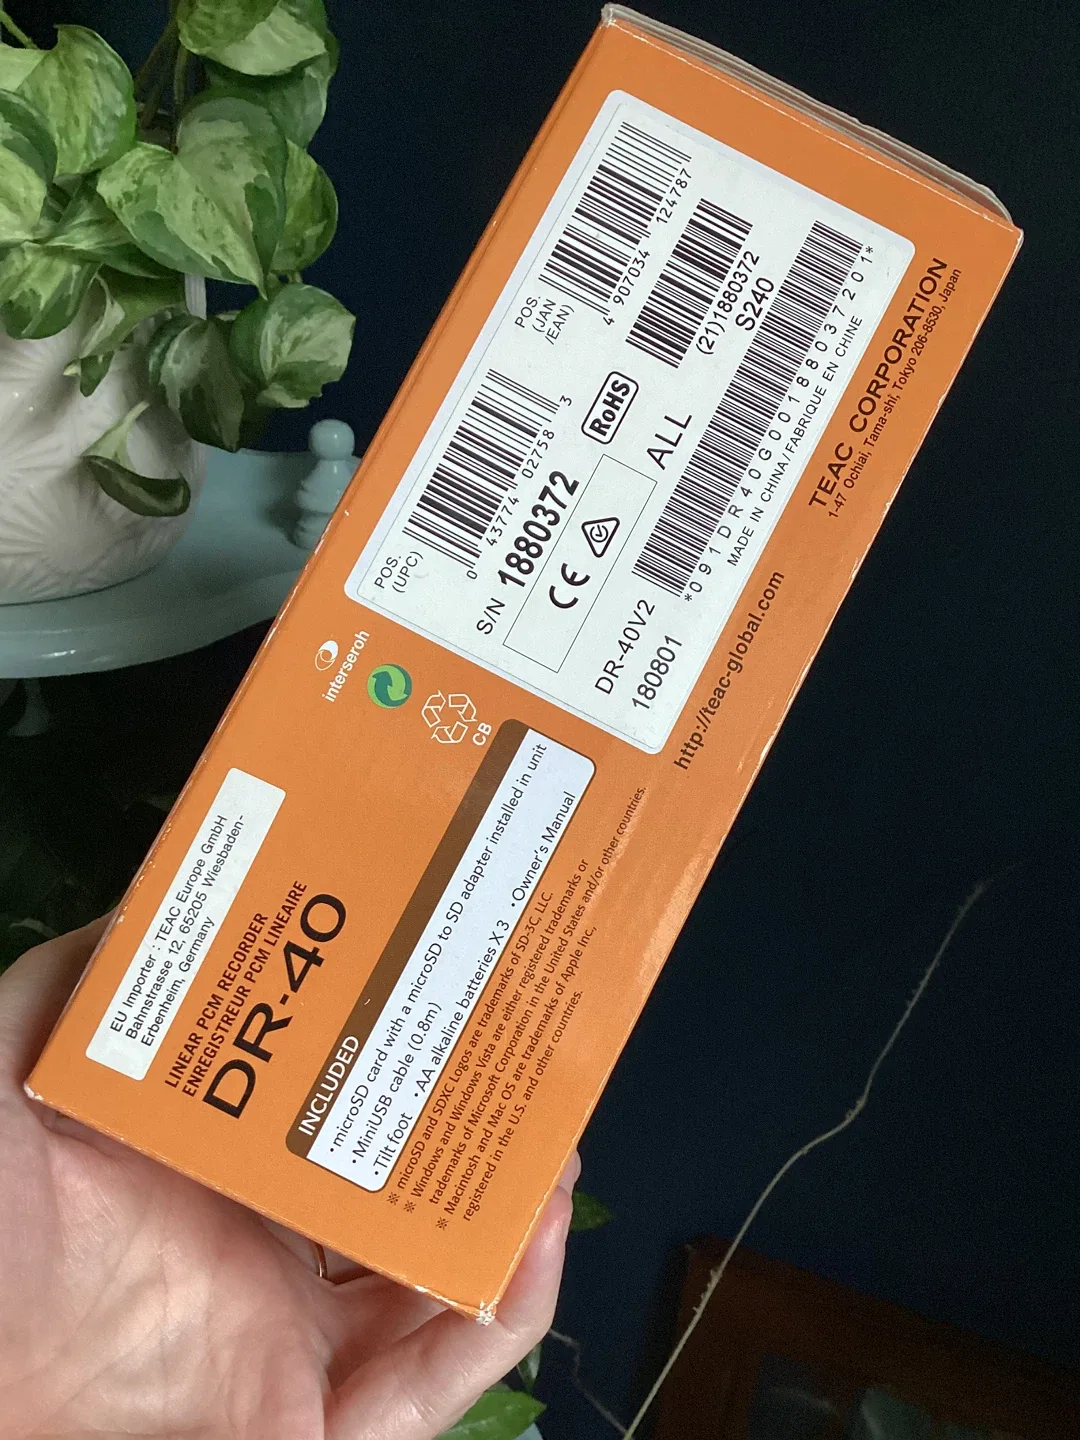 POS.
(JAN
/EAN)
4 907034 124787
(21)1880372
S240
POS.
(UPC)
0 43774 02758 3
S/N 1880372
RoHS
CE
ALL
DR-40V2
180801
*091DR40G00188037201*
MADE IN CHINA/FABRIQUE EN CHINE
TEAC CORPORATION
1-47 Ochiai, Tama-shi, Tokyo 206-8530, Japan
http://teac-global.com
interseroh
CB
EU Importer : TEAC Europe GmbH
Bahnstrasse 12, 65205 Wiesbaden-
Erbenheim, Germany
LINEAR PCM RECORDER
ENREGISTREUR PCM LINEAIRE
DR-40
INCLUDED
・microSD card with a microSD to SD adapter installed in unit
・MiniUSB cable (0.8m)
・Tilt foot ・AA alkaline batteries X 3 ・Owner's Manual
※ microSD and SDXC Logos are trademarks of SD-3C, LLC.
※ Windows and Windows Vista are either registered trademarks or
trademarks of Microsoft Corporation in the United States and/or other countries.
※ Macintosh and Mac OS are trademarks of Apple Inc.,
registered in the U.S. and other countries.